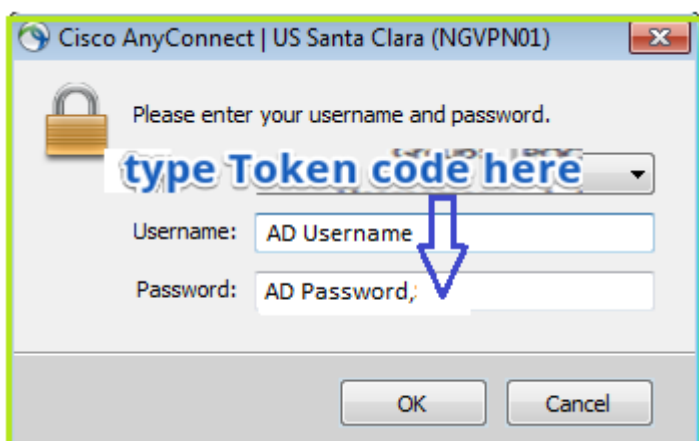 Cisco AnyConnect | US Santa Clara (NGVPN01)
Please enter your username and password.
type Token code here
Username: AD Username
Password: AD Password,
OK Cancel